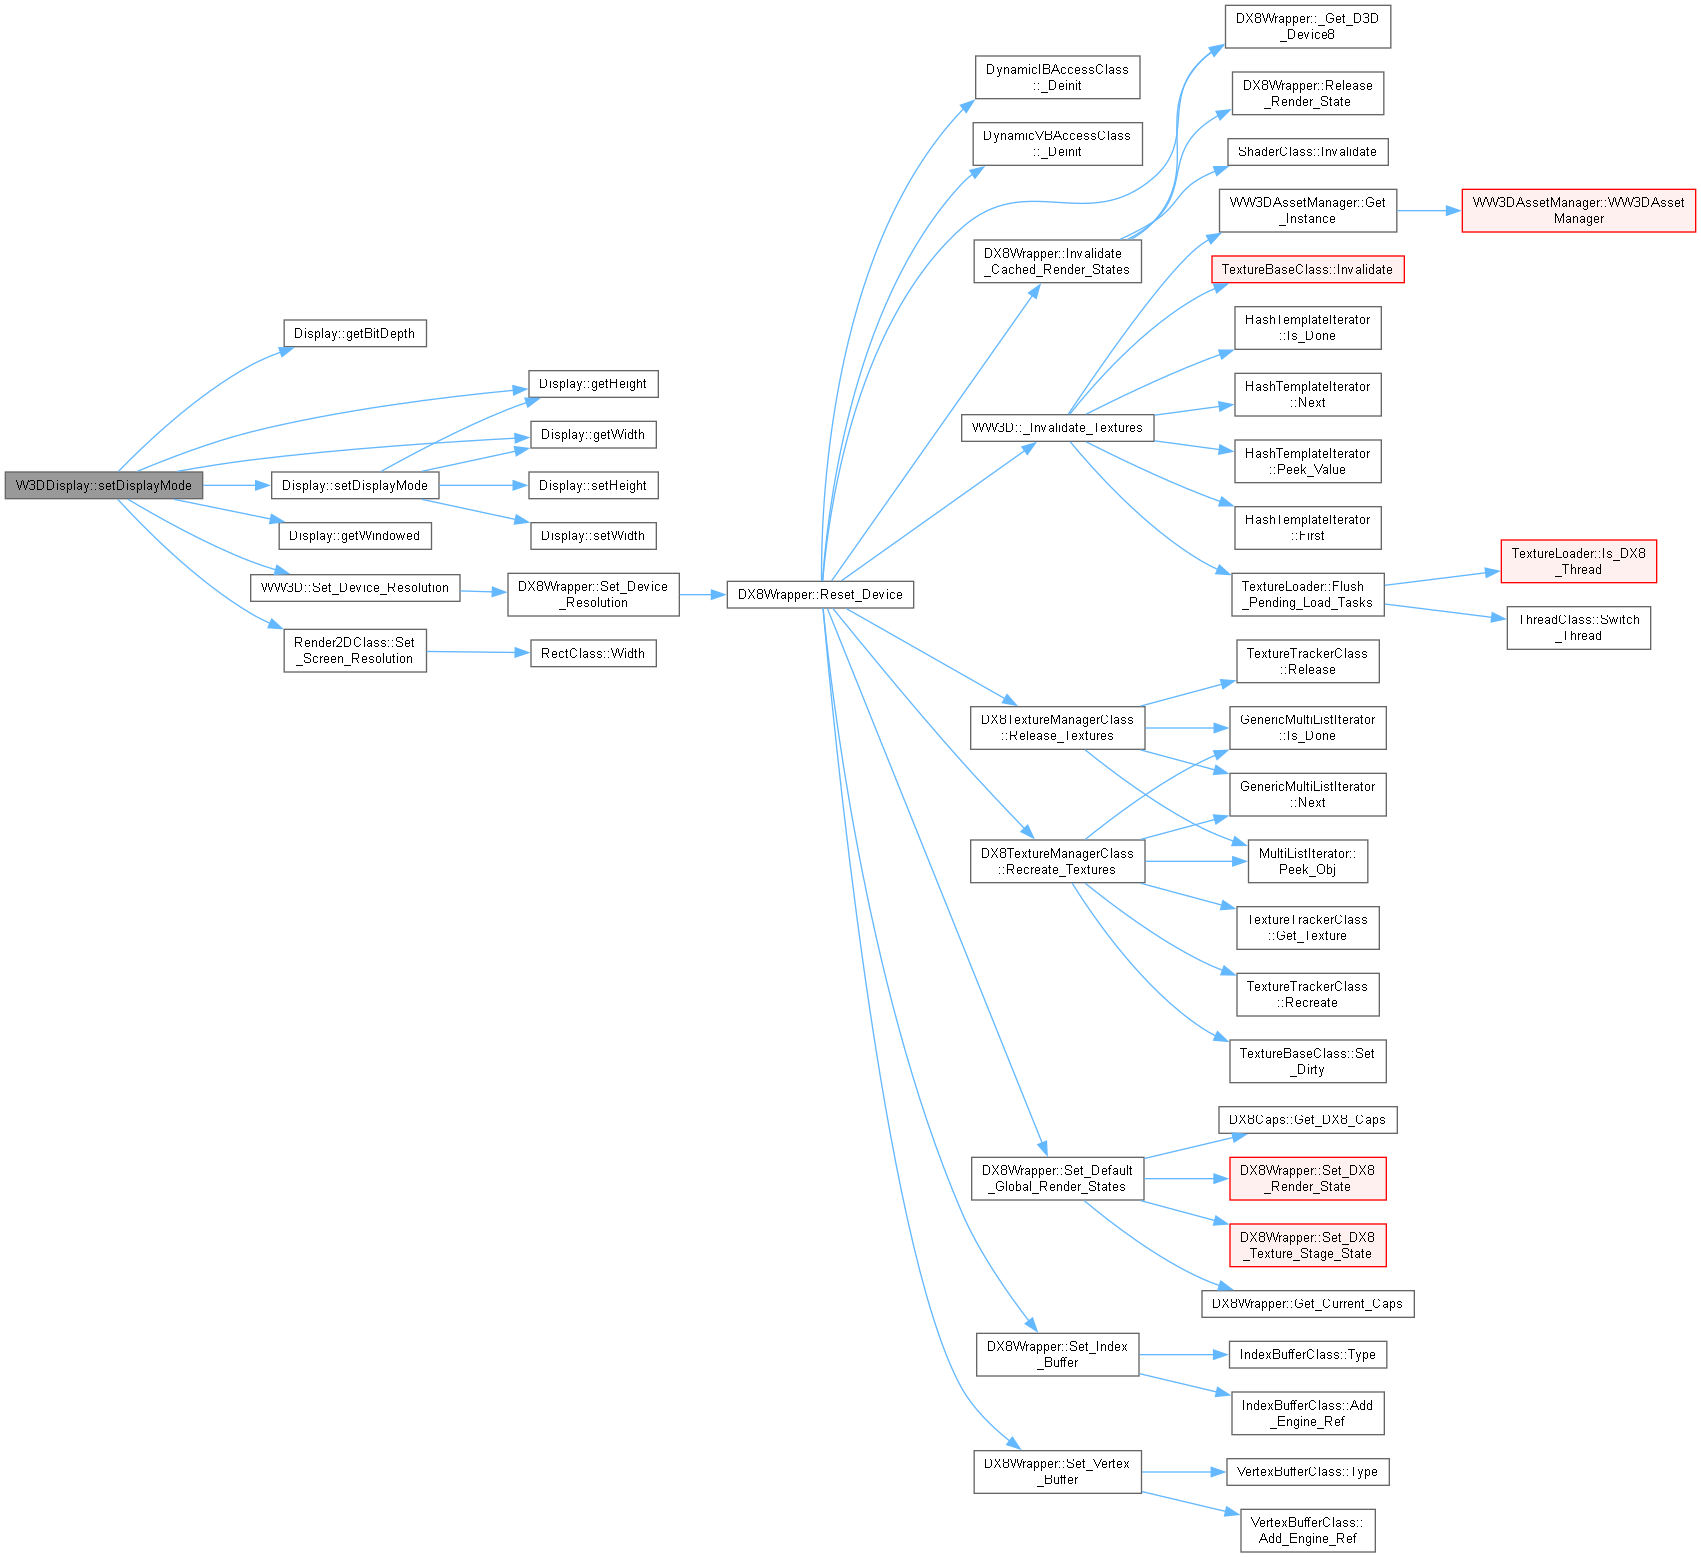 W3DDisplay::setDisplayMode
Display::getBitDepth
Display::getHeight
Display::getWidth
Display::setDisplayMode
Display::setHeight
Display::setWidth
Display::getWindowed
WW3D::Set_Device_Resolution
DX8Wrapper::Set_Device
_Resolution
Render2DClass::Set
_Screen_Resolution
RectClass::Width
DX8Wrapper::Reset_Device
DynamicIBAccessClass
::_Deinit
DynamicVBAccessClass
::_Deinit
DX8Wrapper::Invalidate
_Cached_Render_States
WW3D::_Invalidate_Textures
DX8TextureManagerClass
::Release_Textures
DX8TextureManagerClass
::Recreate_Textures
DX8Wrapper::Set_Default
_Global_Render_States
DX8Wrapper::Set_Index
_Buffer
DX8Wrapper::Set_Vertex
_Buffer
DX8Wrapper::_Get_D3D
_Device8
DX8Wrapper::Release
_Render_State
ShaderClass::Invalidate
WW3DAssetManager::Get
_Instance
WW3DAssetManager::WW3DAsset
Manager
TextureBaseClass::Invalidate
HashTemplateIterator
::Is_Done
HashTemplateIterator
::Next
HashTemplateIterator
::Peek_Value
HashTemplateIterator
::First
TextureLoader::Flush
_Pending_Load_Tasks
TextureLoader::Is_DX8
_Thread
ThreadClass::Switch
_Thread
TextureTrackerClass
::Release
GenericMultiListIterator
::Is_Done
GenericMultiListIterator
::Next
MultiListIterator::
Peek_Obj
TextureTrackerClass
::Get_Texture
TextureTrackerClass
::Recreate
TextureBaseClass::Set
_Dirty
DX8Caps::Get_DX8_Caps
DX8Wrapper::Set_DX8
_Render_State
DX8Wrapper::Set_DX8
_Texture_Stage_State
DX8Wrapper::Get_Current_Caps
IndexBufferClass::Type
IndexBufferClass::Add
_Engine_Ref
VertexBufferClass::Type
VertexBufferClass::
Add_Engine_Ref